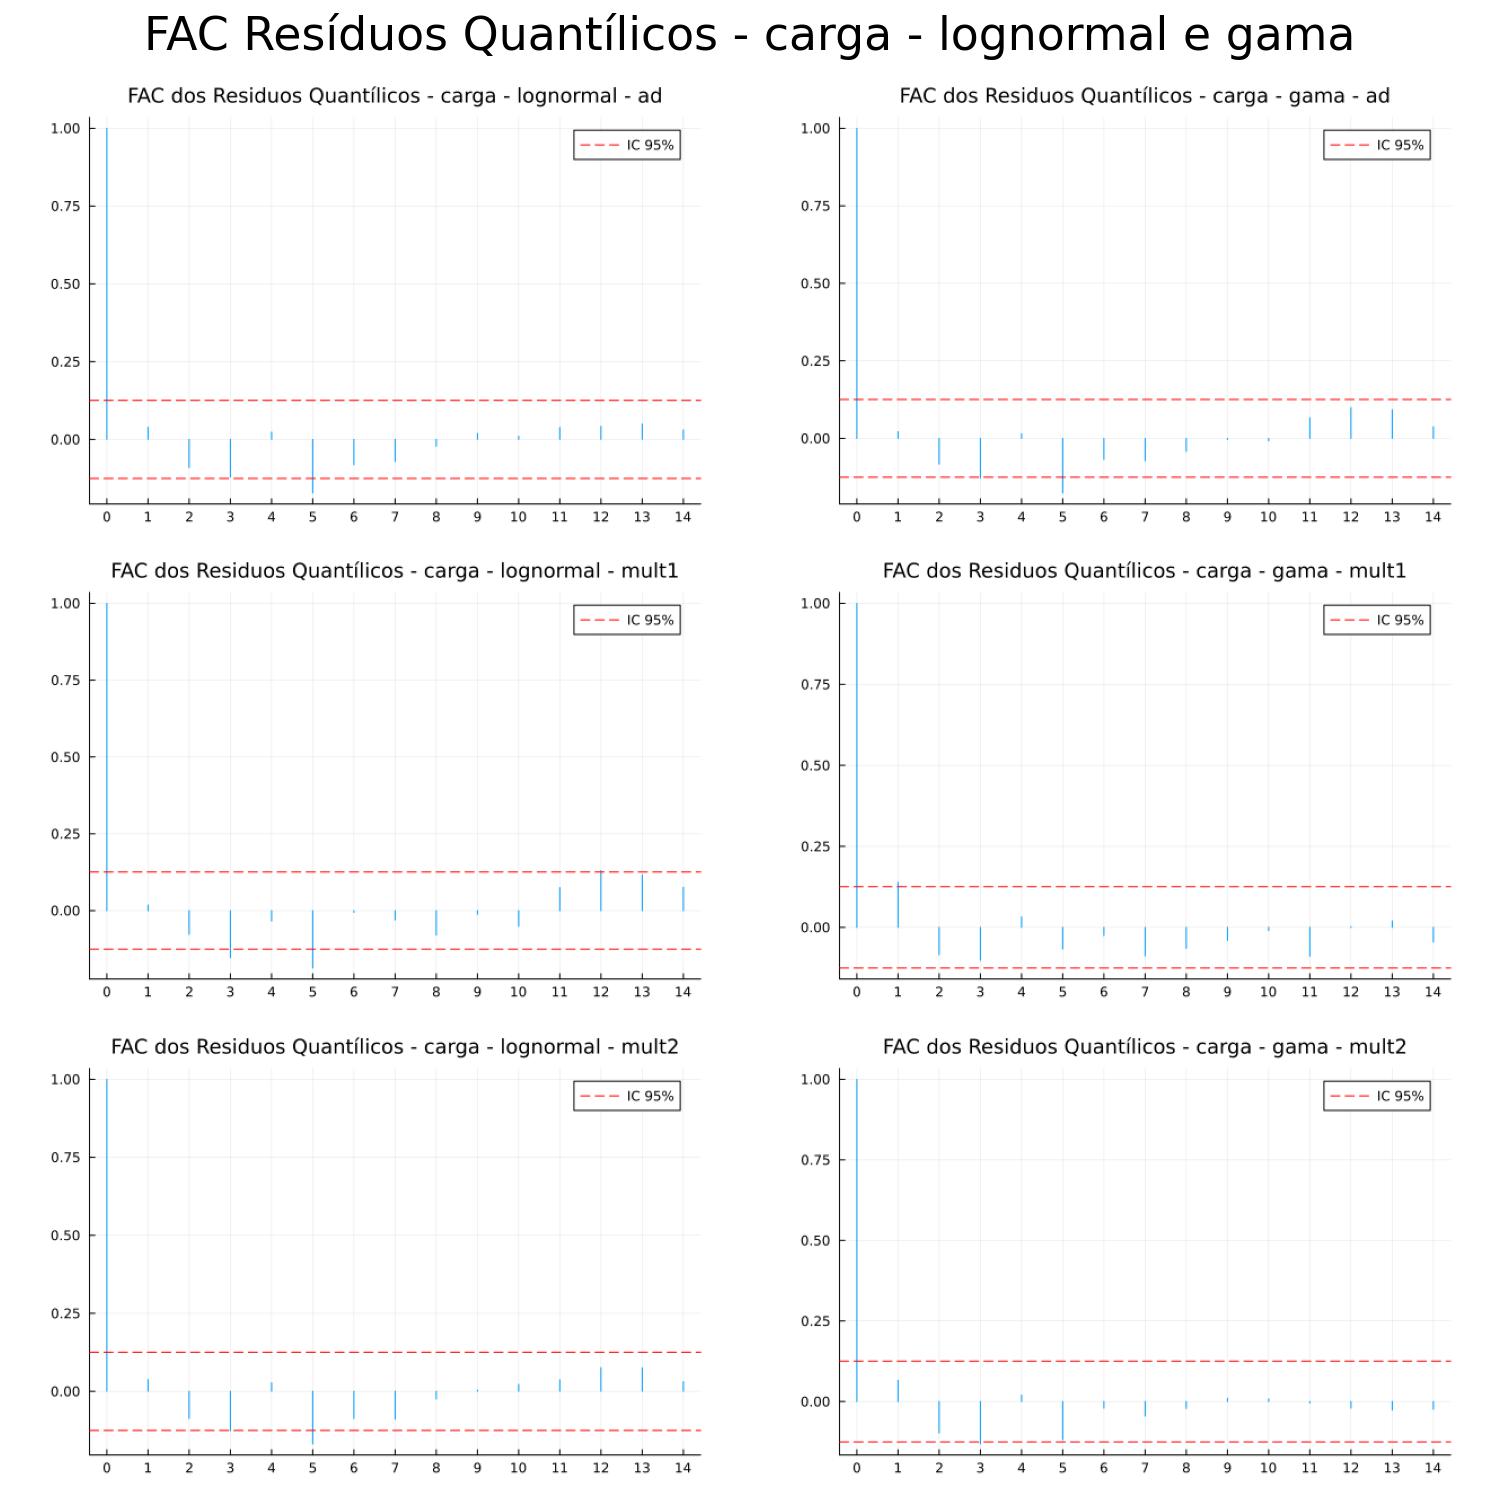 FAC Resíduos Quantílicos - carga - lognormal e gama
FAC dos Residuos Quantílicos - carga - lognormal - ad
1.00
0.75
0.50
0.25
0.00
IC 95%
0 1 2 3 4 5 6 7 8 9 10 11 12 13 14
FAC dos Residuos Quantílicos - carga - gama - ad
1.00
0.75
0.50
0.25
0.00
IC 95%
0 1 2 3 4 5 6 7 8 9 10 11 12 13 14
FAC dos Residuos Quantílicos - carga - lognormal - mult1
1.00
0.75
0.50
0.25
0.00
IC 95%
0 1 2 3 4 5 6 7 8 9 10 11 12 13 14
FAC dos Residuos Quantílicos - carga - gama - mult1
1.00
0.75
0.50
0.25
0.00
IC 95%
0 1 2 3 4 5 6 7 8 9 10 11 12 13 14
FAC dos Residuos Quantílicos - carga - lognormal - mult2
1.00
0.75
0.50
0.25
0.00
IC 95%
0 1 2 3 4 5 6 7 8 9 10 11 12 13 14
FAC dos Residuos Quantílicos - carga - gama - mult2
1.00
0.75
0.50
0.25
0.00
IC 95%
0 1 2 3 4 5 6 7 8 9 10 11 12 13 14